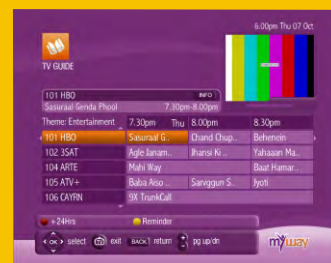 6.00pm Thu 07 Oct
TV GUIDE
101 HBO INFO
Sasuraal Genda Phool 7.30pm-8.00pm
Theme: Entertainment 7.30pm Thu 8.00pm 8.30pm
101 HBO Sasuraal G.. Chand Chup.. Behenein
102 3SAT Agle Janam.. Jhansi Ki .. Yahaaan Ma..
104 ARTE Mahi Way Baat Hamar..
105 ATV+ Baba Aiso .. Sarvggun S.. Jyoti
106 CAYRN 9X TrunkCall
+24Hrs Reminder
OK select exit BACK return pg up/dn
myway